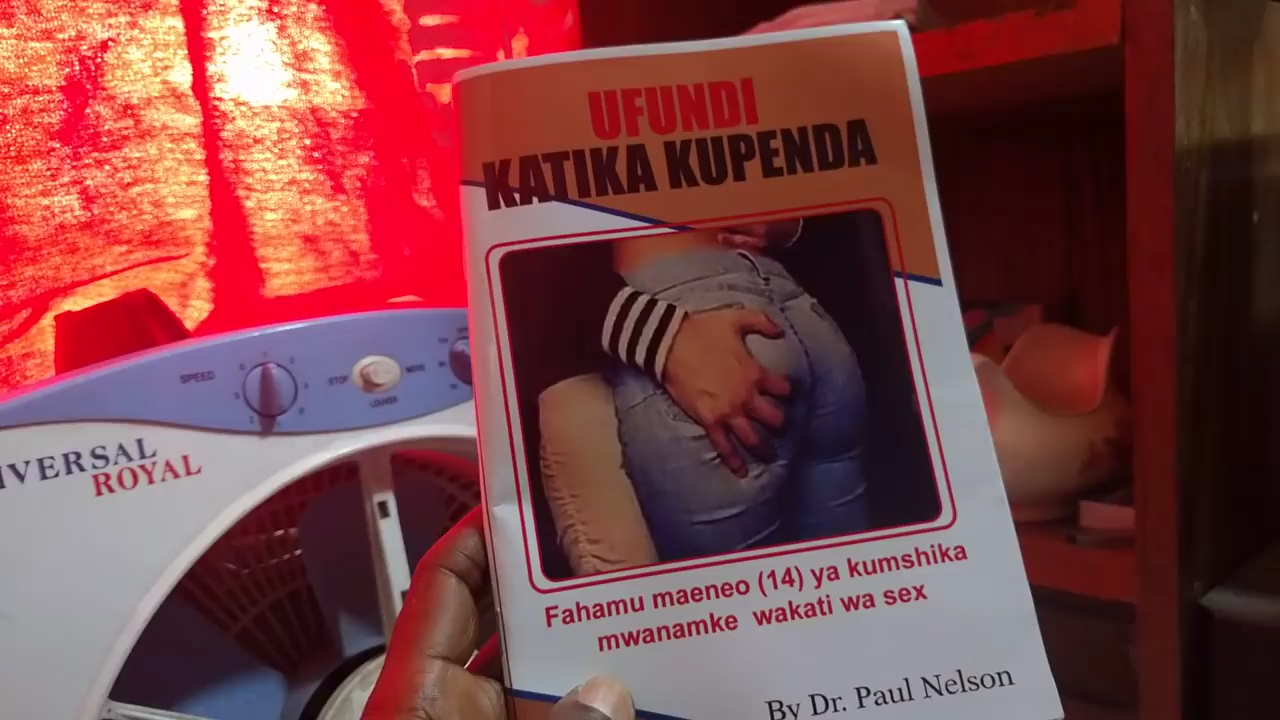 UFUNDI
KATIKA KUPENDA
Fahamu maeneo (14) ya kumshika
mwanamke wakati wa sex
By Dr. Paul Nelson
SPEED
STOP
LOUVER
ROYAL